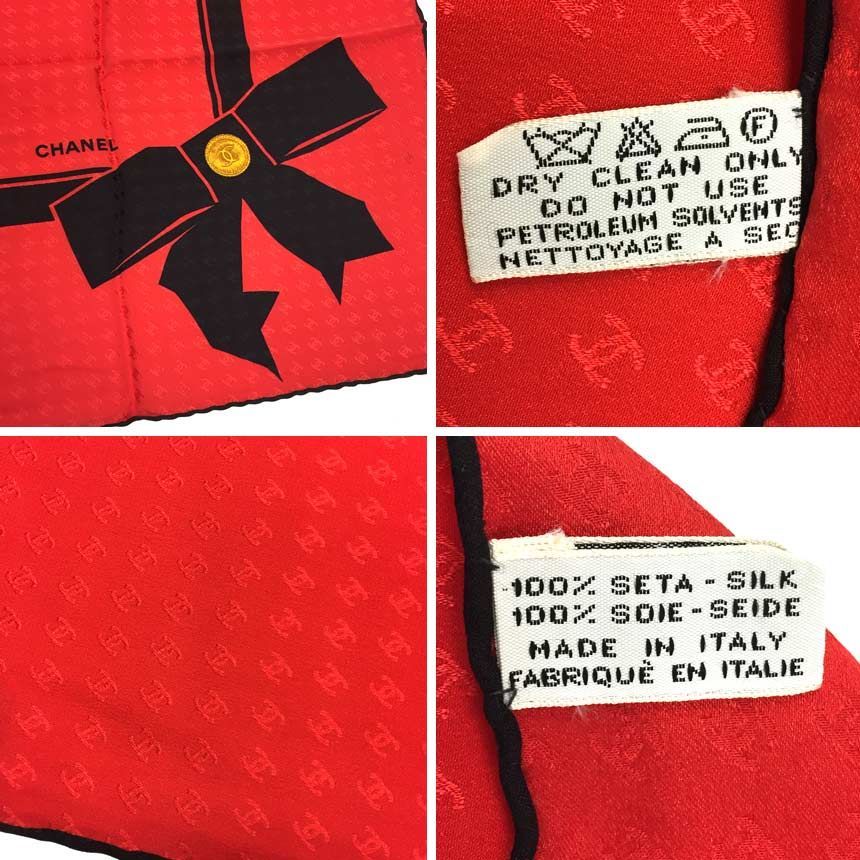 CHANEL
F
DRY CLEAN ONLY
DO NOT USE
PETROLEUM SOLVENTS
NETTOYAGE A SEC
100% SETA - SILK
100% SOIE - SEIDE
MADE IN ITALY
FABRIQUÈ EN ITALIE